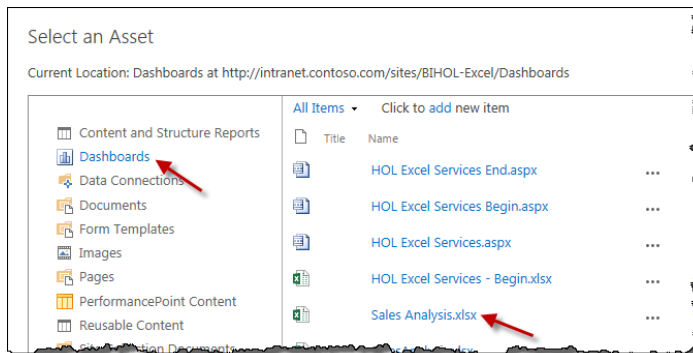 Select an Asset
Current Location: Dashboards at http://intranet.contoso.com/sites/BIHOL-Excel/Dashboards
All Items Click to add new item
Title Name
Content and Structure Reports
Dashboards
Data Connections
Documents
Form Templates
Images
Pages
PerformancePoint Content
Reusable Content
HOL Excel Services End.aspx ...
HOL Excel Services Begin.aspx ...
HOL Excel Services.aspx ...
HOL Excel Services - Begin.xlsx ...
Sales Analysis.xlsx ...